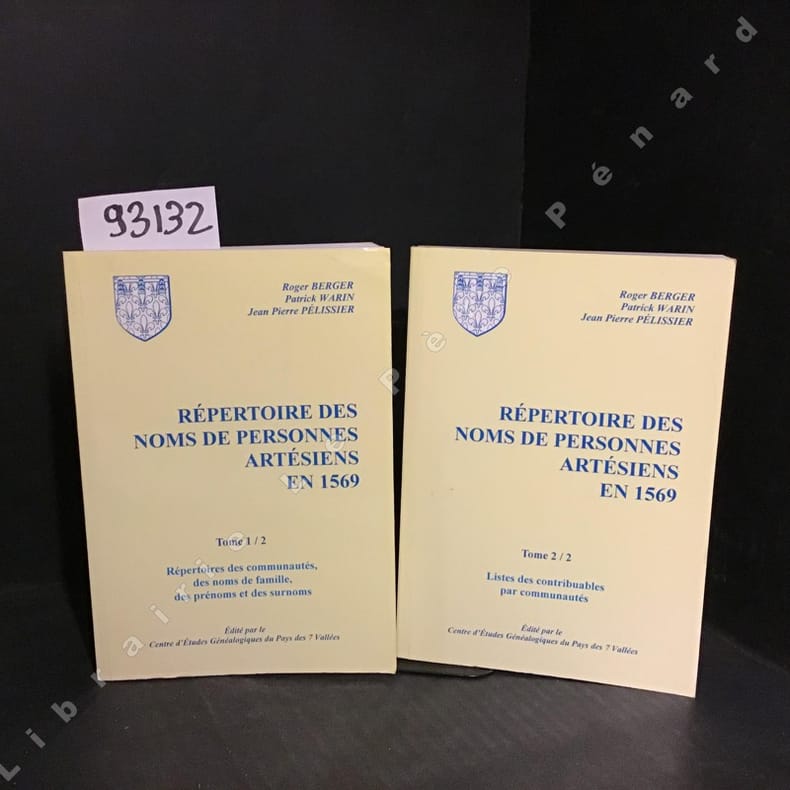 93132
Roger BERGER
Patrick WARIN
Jean Pierre PÉLISSIER
RÉPERTOIRE DES
NOMS DE PERSONNES
ARTÉSIENS
EN 1569
Tome 1 / 2
Répertoires des communautés,
des noms de famille,
des prénoms et des surnoms
Édité par le
Centre d'Études Généalogiques du Pays des 7 Vallées
Roger BERGER
Patrick WARIN
Jean Pierre PÉLISSIER
RÉPERTOIRE DES
NOMS DE PERSONNES
ARTÉSIENS
EN 1569
Tome 2 / 2
Listes des contribuables
par communautés
Édité par le
Centre d'Études Généalogiques du Pays des 7 Vallées
Librairie Pépé Pénard